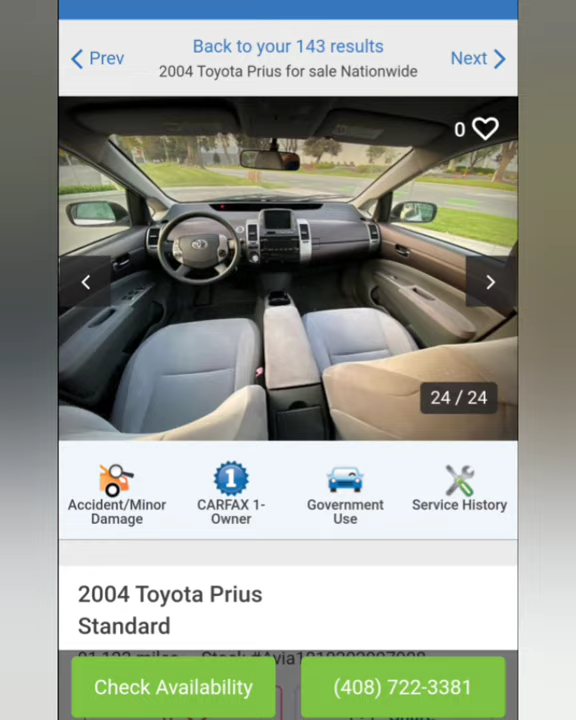 Prev
Back to your 143 results
2004 Toyota Prius for sale Nationwide
Next
0
24 / 24
Accident/Minor
Damage
1
CARFAX 1-
Owner
Government
Use
Service History
2004 Toyota Prius
Standard
Check Availability
(408) 722-3381